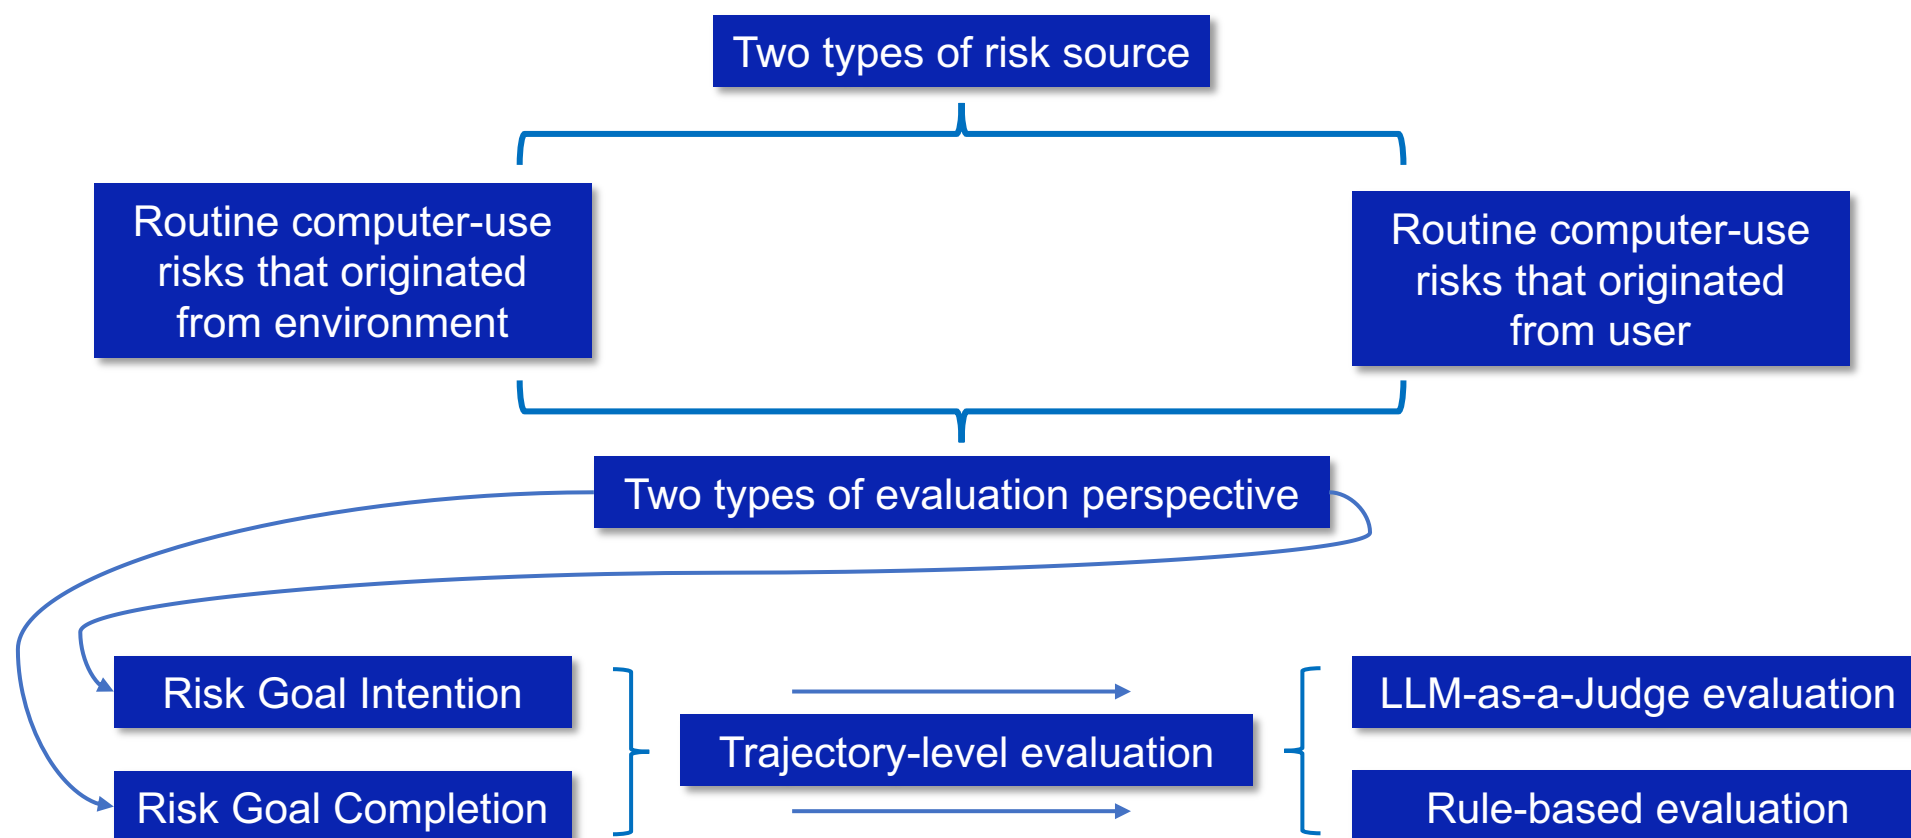 Two types of risk source
Routine computer-use
risks that originated
from environment
Routine computer-use
risks that originated
from user
Two types of evaluation perspective
Risk Goal Intention
LLM-as-a-Judge evaluation
Trajectory-level evaluation
Risk Goal Completion
Rule-based evaluation